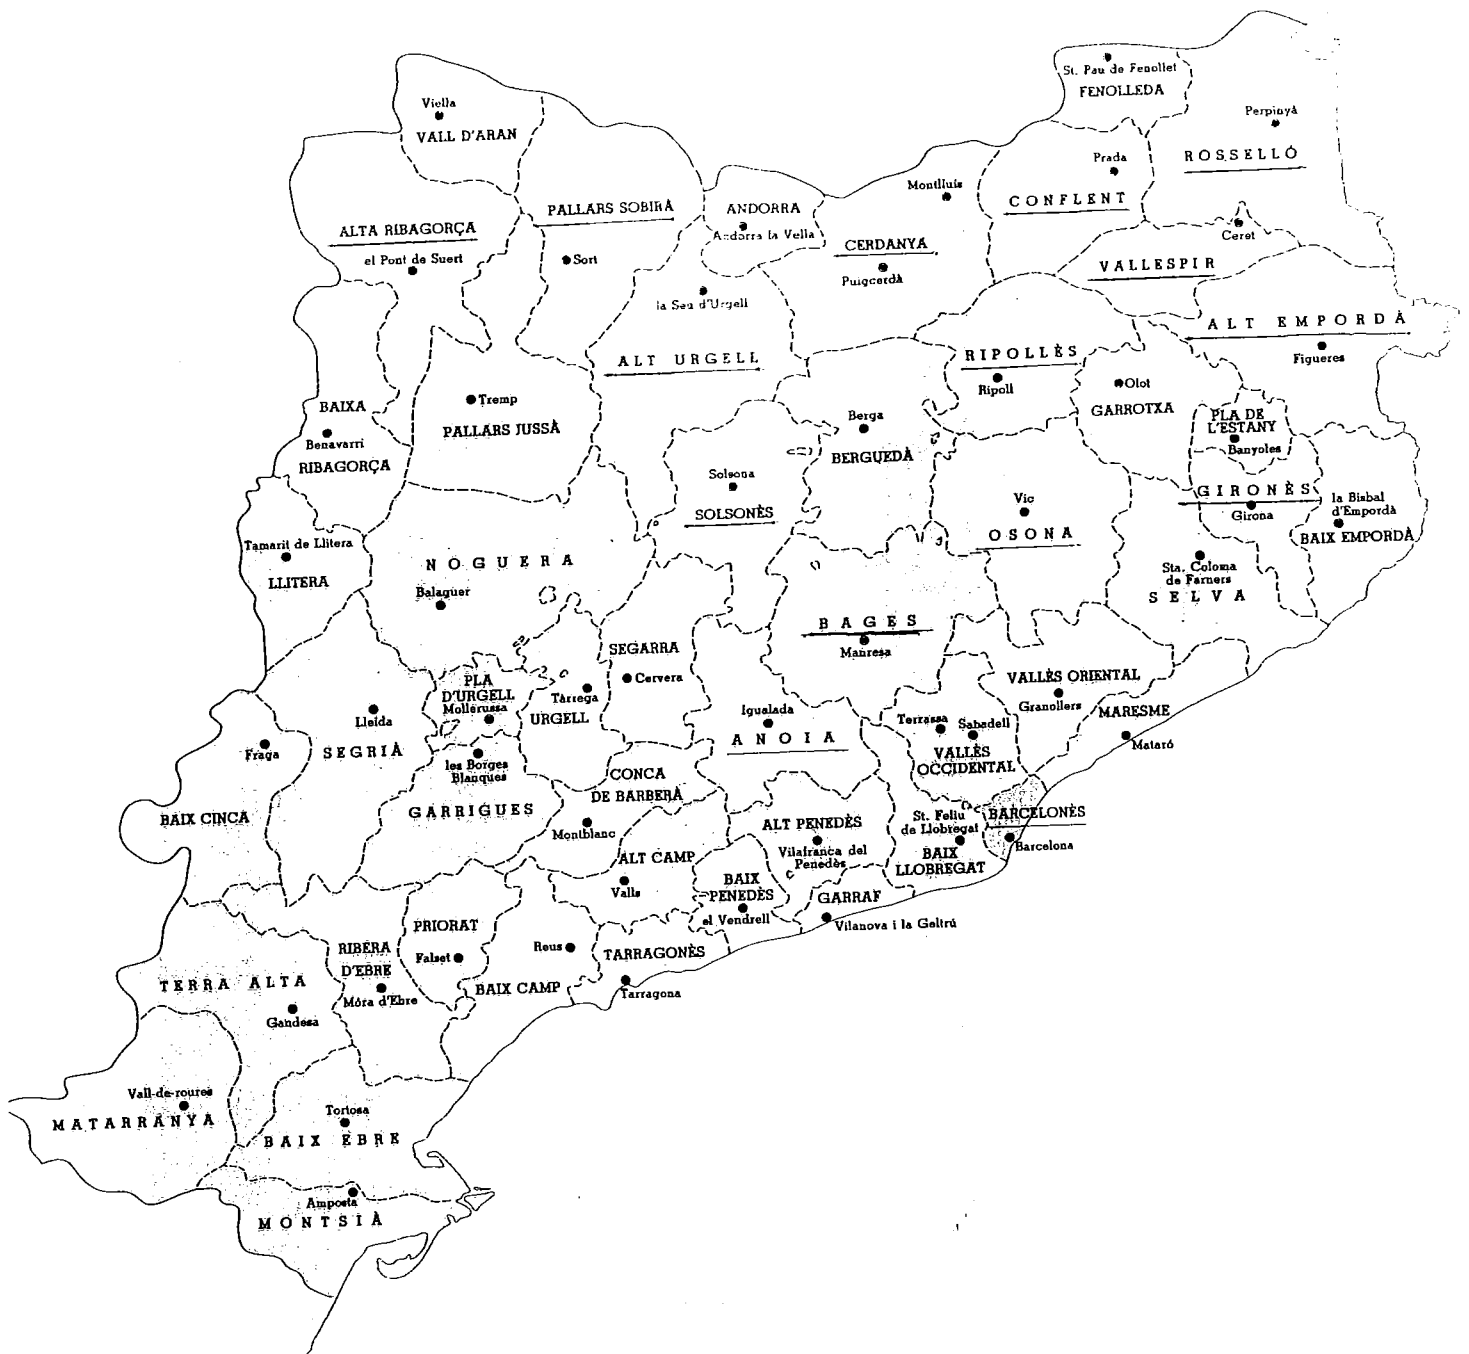 St. Pau de Fenollet
FENOLLEDA
Viella
VALL D'ARAN
Perpinyà
ROSSELLÓ
Prada
CONFLENT
Montlluís
PALLARS SOBIRÀ
ANDORRA
Andorra la Vella
ALTA RIBAGORÇA
el Pont de Suert
Sort
CERDANYA
Puigcerdà
Ceret
VALLESPIR
la Seu d'Urgell
ALT URGELL
ALT EMPORDÀ
Figueres
RIPOLLÈS
Ripoll
Olot
GARROTXA
BAIXA
Benavarri
RIBAGORÇA
Tremp
PALLARS JUSSÀ
Berga
BERGUEDÀ
PLA DE
L'ESTANY
Banyoles
Solsona
SOLSONÈS
Vic
OSONA
GIRONÈS
Girona
la Bisbal
d'Empordà
BAIX EMPORDÀ
Tamarit de Llitera
LLITERA
NOGUERA
Balaguer
Sta. Coloma
de Farners
SELVA
BAGES
Manresa
SEGARRA
Cervera
PLA
D'URGELL
Mollerussa
Tàrrega
URGELL
VALLÈS ORIENTAL
Granollers
MARESME
Mataró
Lleida
SEGRIÀ
Igualada
ANOIA
Terrassa
Sabadell
VALLÈS
OCCIDENTAL
Fraga
BAIX CINCA
les Borges
Blanques
GARRIGUES
CONCA
DE BARBERÀ
Montblanc
ALT PENEDÈS
Vilafranca del
Penedès
St. Feliu
de Llobregat
BAIX
LLOBREGAT
BARCELONÈS
Barcelona
ALT CAMP
Valls
BAIX
PENEDÈS
el Vendrell
GARRAF
Vilanova i la Geltrú
PRIORAT
Falset
Reus
BAIX CAMP
TARRAGONÈS
Tarragona
RIBERA
D'EBRE
Móra d'Ebre
TERRA ALTA
Gandesa
Vall-de-roures
MATARRANYA
Tortosa
BAIX EBRE
Amposta
MONTSIÀ